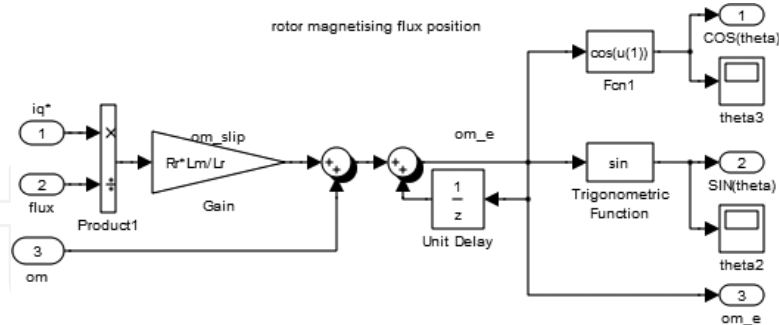 rotor magnetising flux position
1
COS(theta)
cos(u(1))
Fcn1
theta3
iq*
1
×
om_slip
Rr*Lm/Lr
Gain
2
flux
÷
Product1
+
+
+
+
om_e
1
z
Unit Delay
sin
Trigonometric
Function
2
SIN(theta)
theta2
3
om
3
om_e